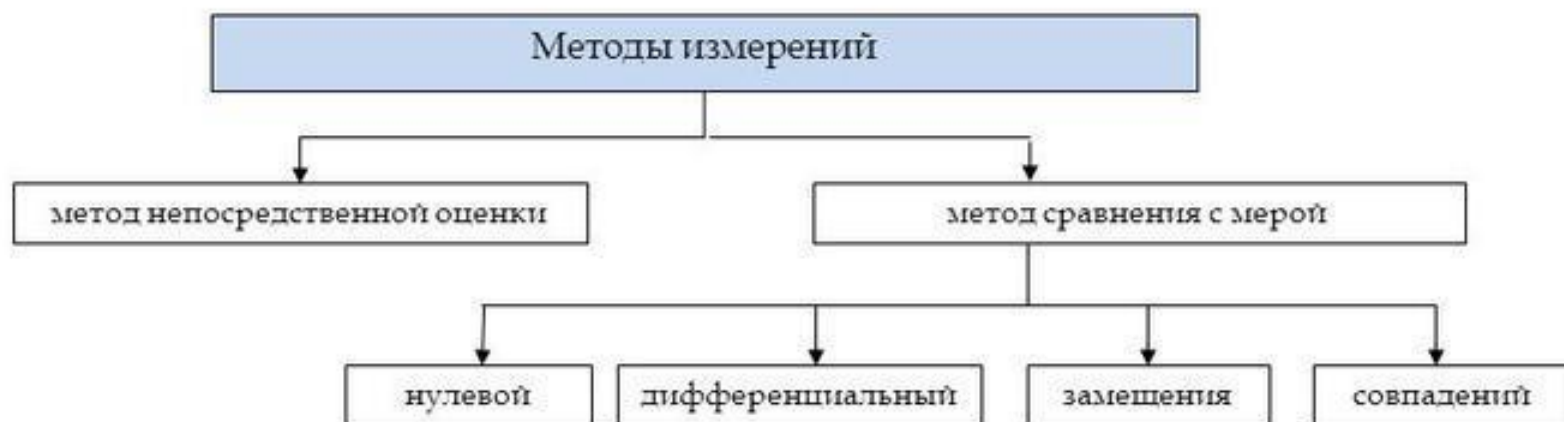 Методы измерений
метод непосредственной оценки
метод сравнения с мерой
нулевой
дифференциальный
замещения
совпадений